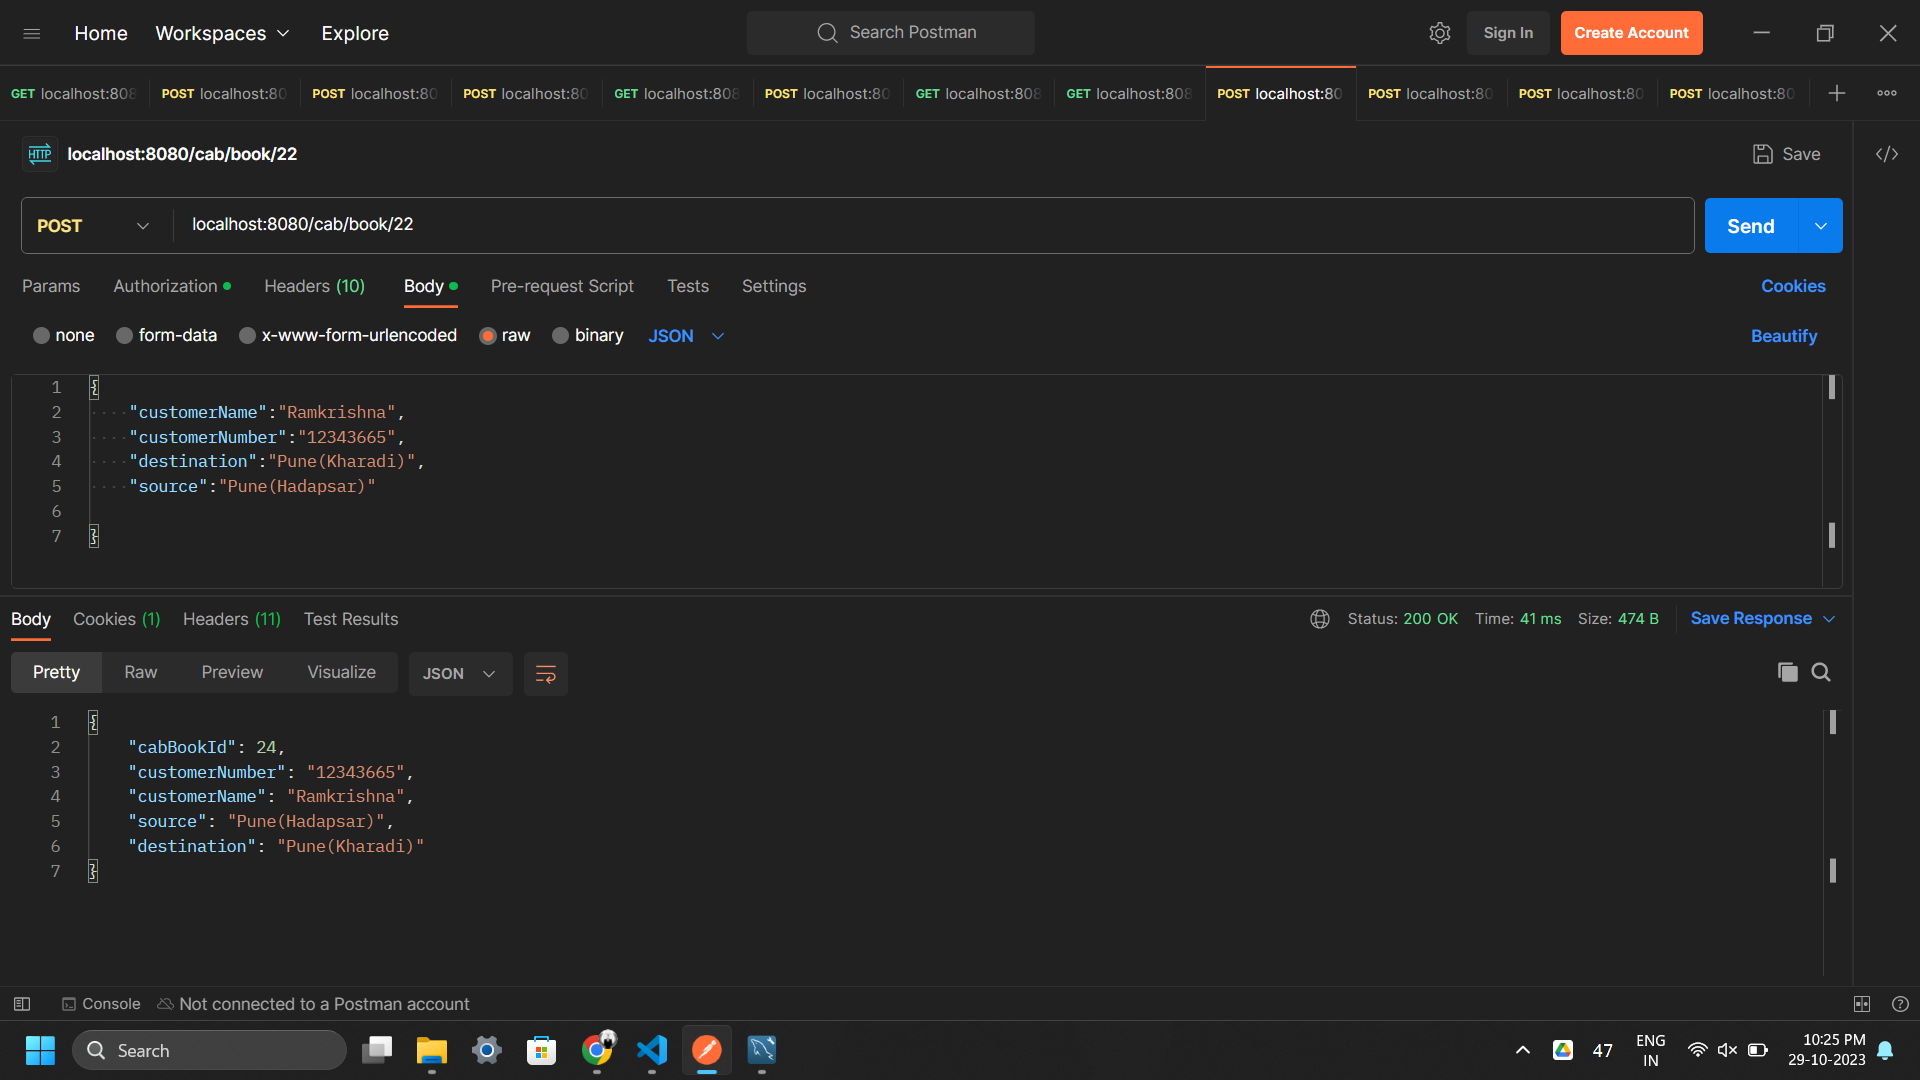 Home Workspaces Explore Search Postman Sign In Create Account
GET localhost:808 POST localhost:80 POST localhost:80 POST localhost:80 GET localhost:808 POST localhost:80 GET localhost:808 GET localhost:808 POST localhost:80 POST localhost:80 POST localhost:80 POST localhost:80
HTTP localhost:8080/cab/book/22 Save </>
POST localhost:8080/cab/book/22 Send
Params Authorization Headers (10) Body Pre-request Script Tests Settings Cookies
none form-data x-www-form-urlencoded raw binary JSON Beautify
1 {
2 "customerName":"Ramkrishna",
3 "customerNumber":"12343665",
4 "destination":"Pune(Kharadi)",
5 "source":"Pune(Hadapsar)"
6
7 }
Body Cookies (1) Headers (11) Test Results Status: 200 OK Time: 41 ms Size: 474 B Save Response
Pretty Raw Preview Visualize JSON
1 {
2 "cabBookId": 24,
3 "customerNumber": "12343665",
4 "customerName": "Ramkrishna",
5 "source": "Pune(Hadapsar)",
6 "destination": "Pune(Kharadi)"
7 }
Console Not connected to a Postman account
Search 47 ENG 10:25 PM
IN 29-10-2023